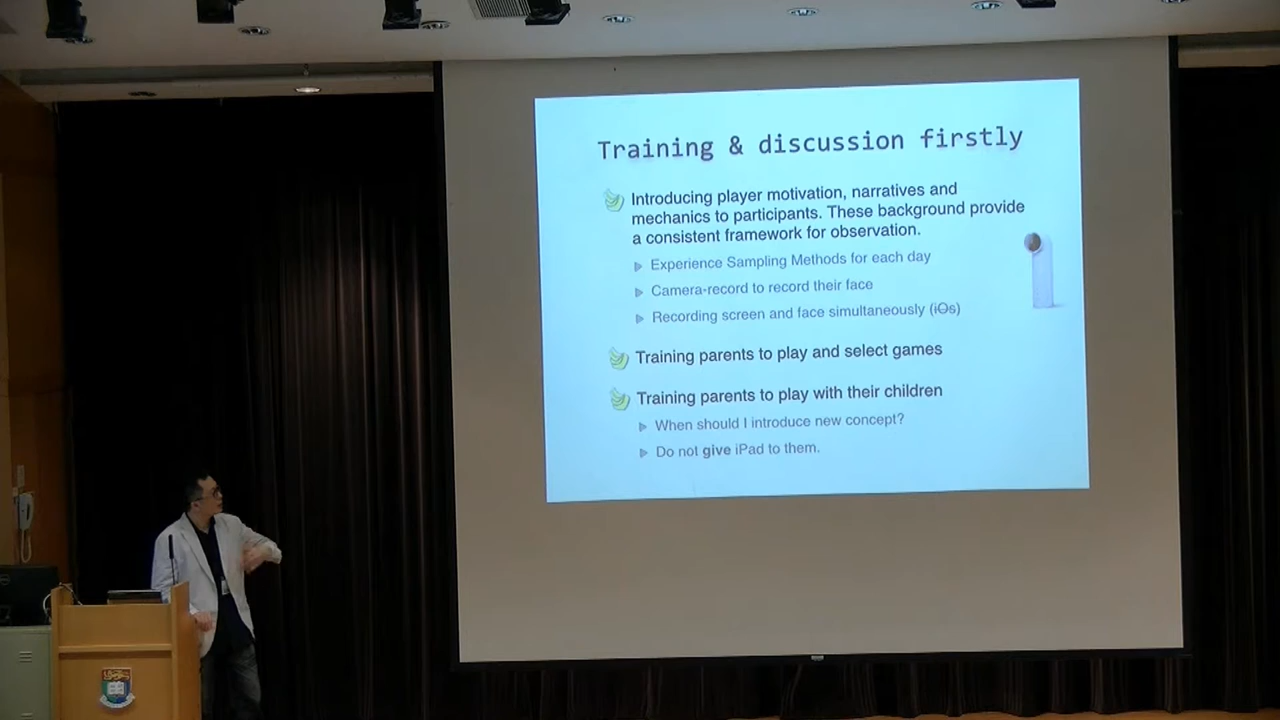 Training & discussion firstly
Introducing player motivation, narratives and
mechanics to participants. These background provide
a consistent framework for observation.
Experience Sampling Methods for each day
Camera-record to record their face
Recording screen and face simultaneously (iOs)
Training parents to play and select games
Training parents to play with their children
When should I introduce new concept?
Do not give iPad to them.